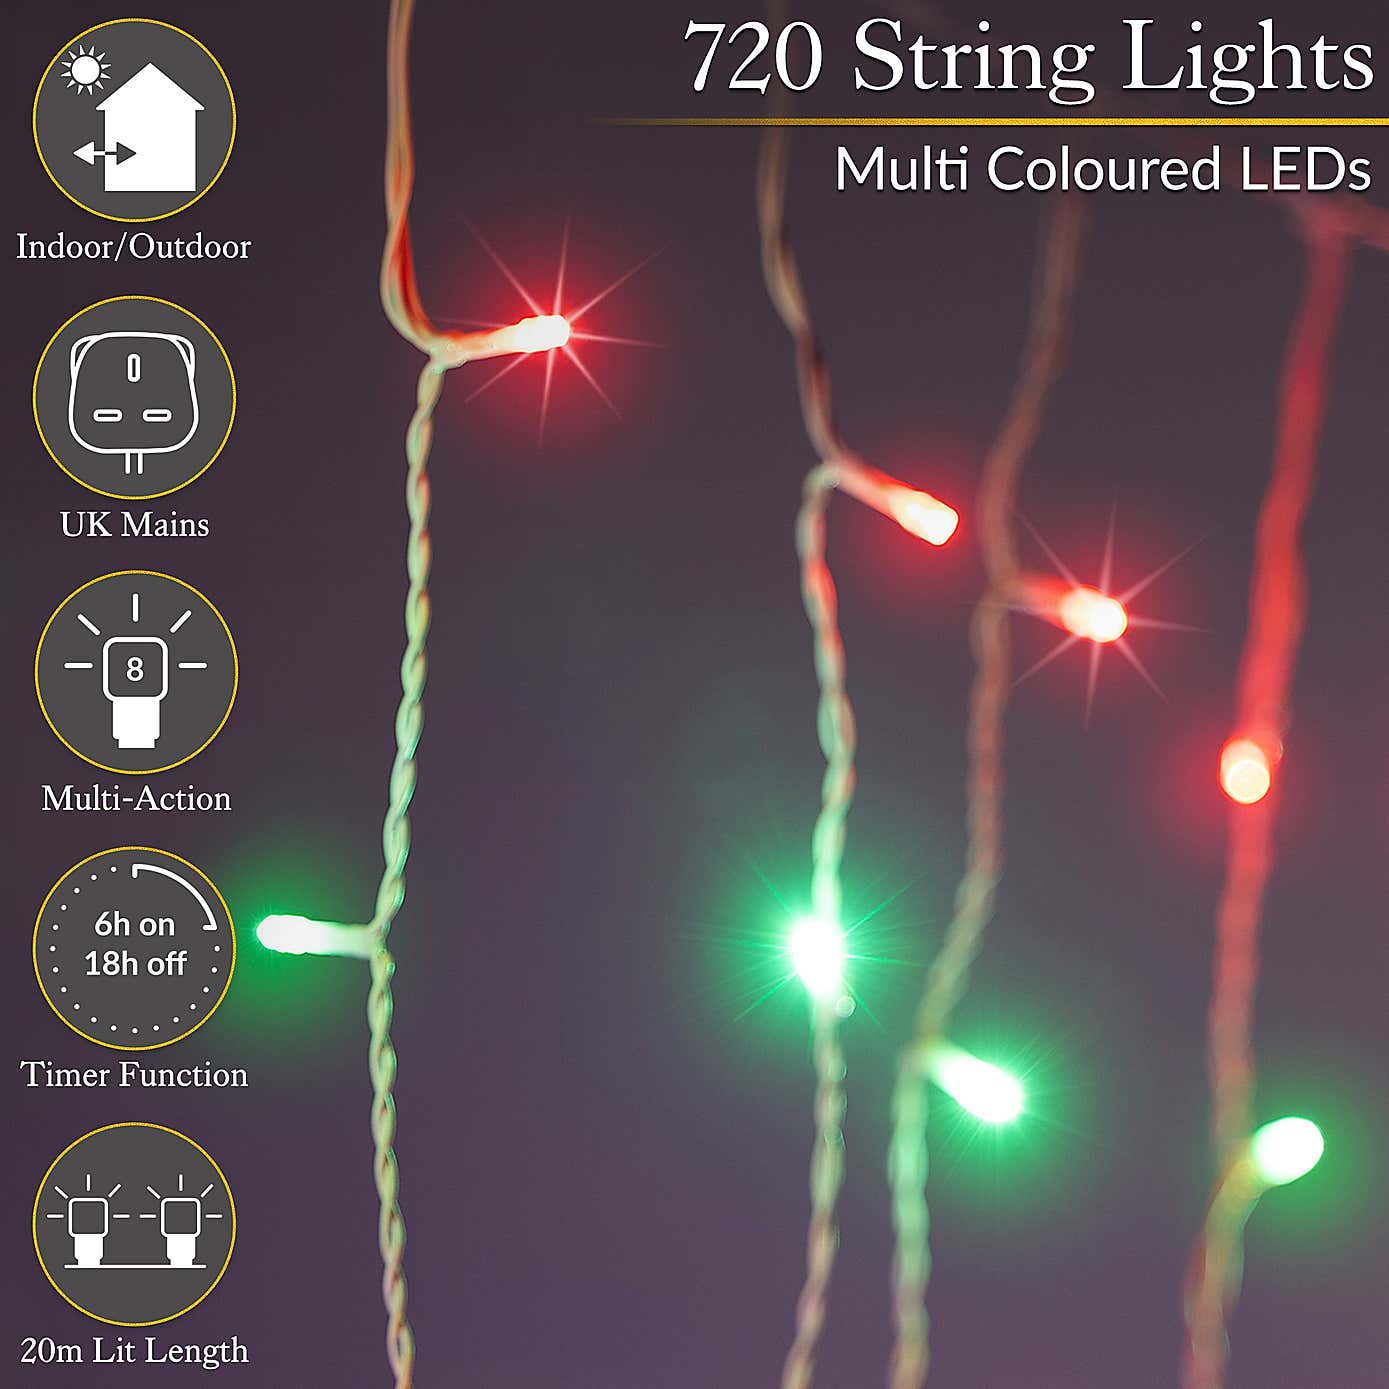 720 String Lights
Multi Coloured LEDs
Indoor/Outdoor
UK Mains
8
Multi-Action
6h on
18h off
Timer Function
20m Lit Length